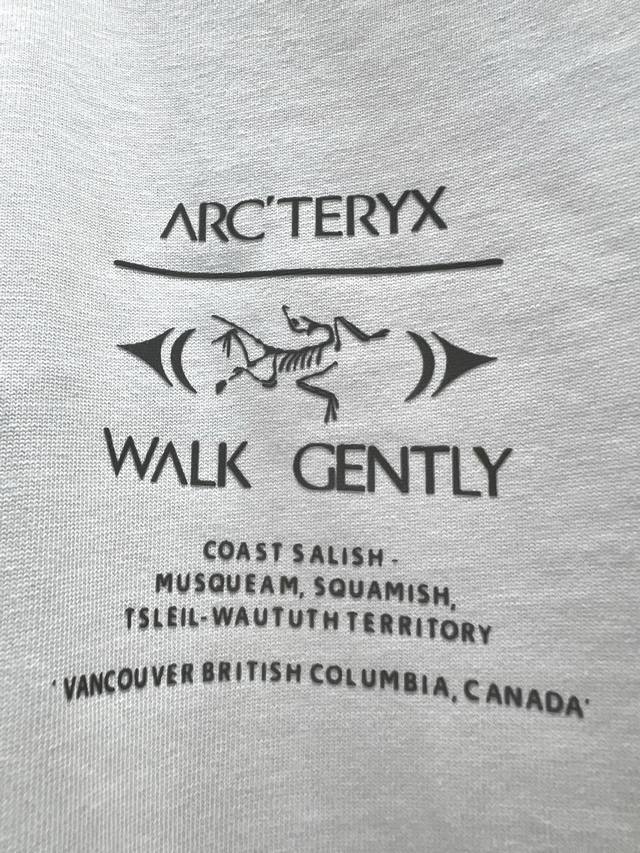 ARC'TERYX
WALK GENTLY
COAST SALISH -
MUSQUEAM, SQUAMISH,
TSLEIL-WAUTUTH TERRITORY
'VANCOUVER BRITISH COLUMBIA, CANADA'